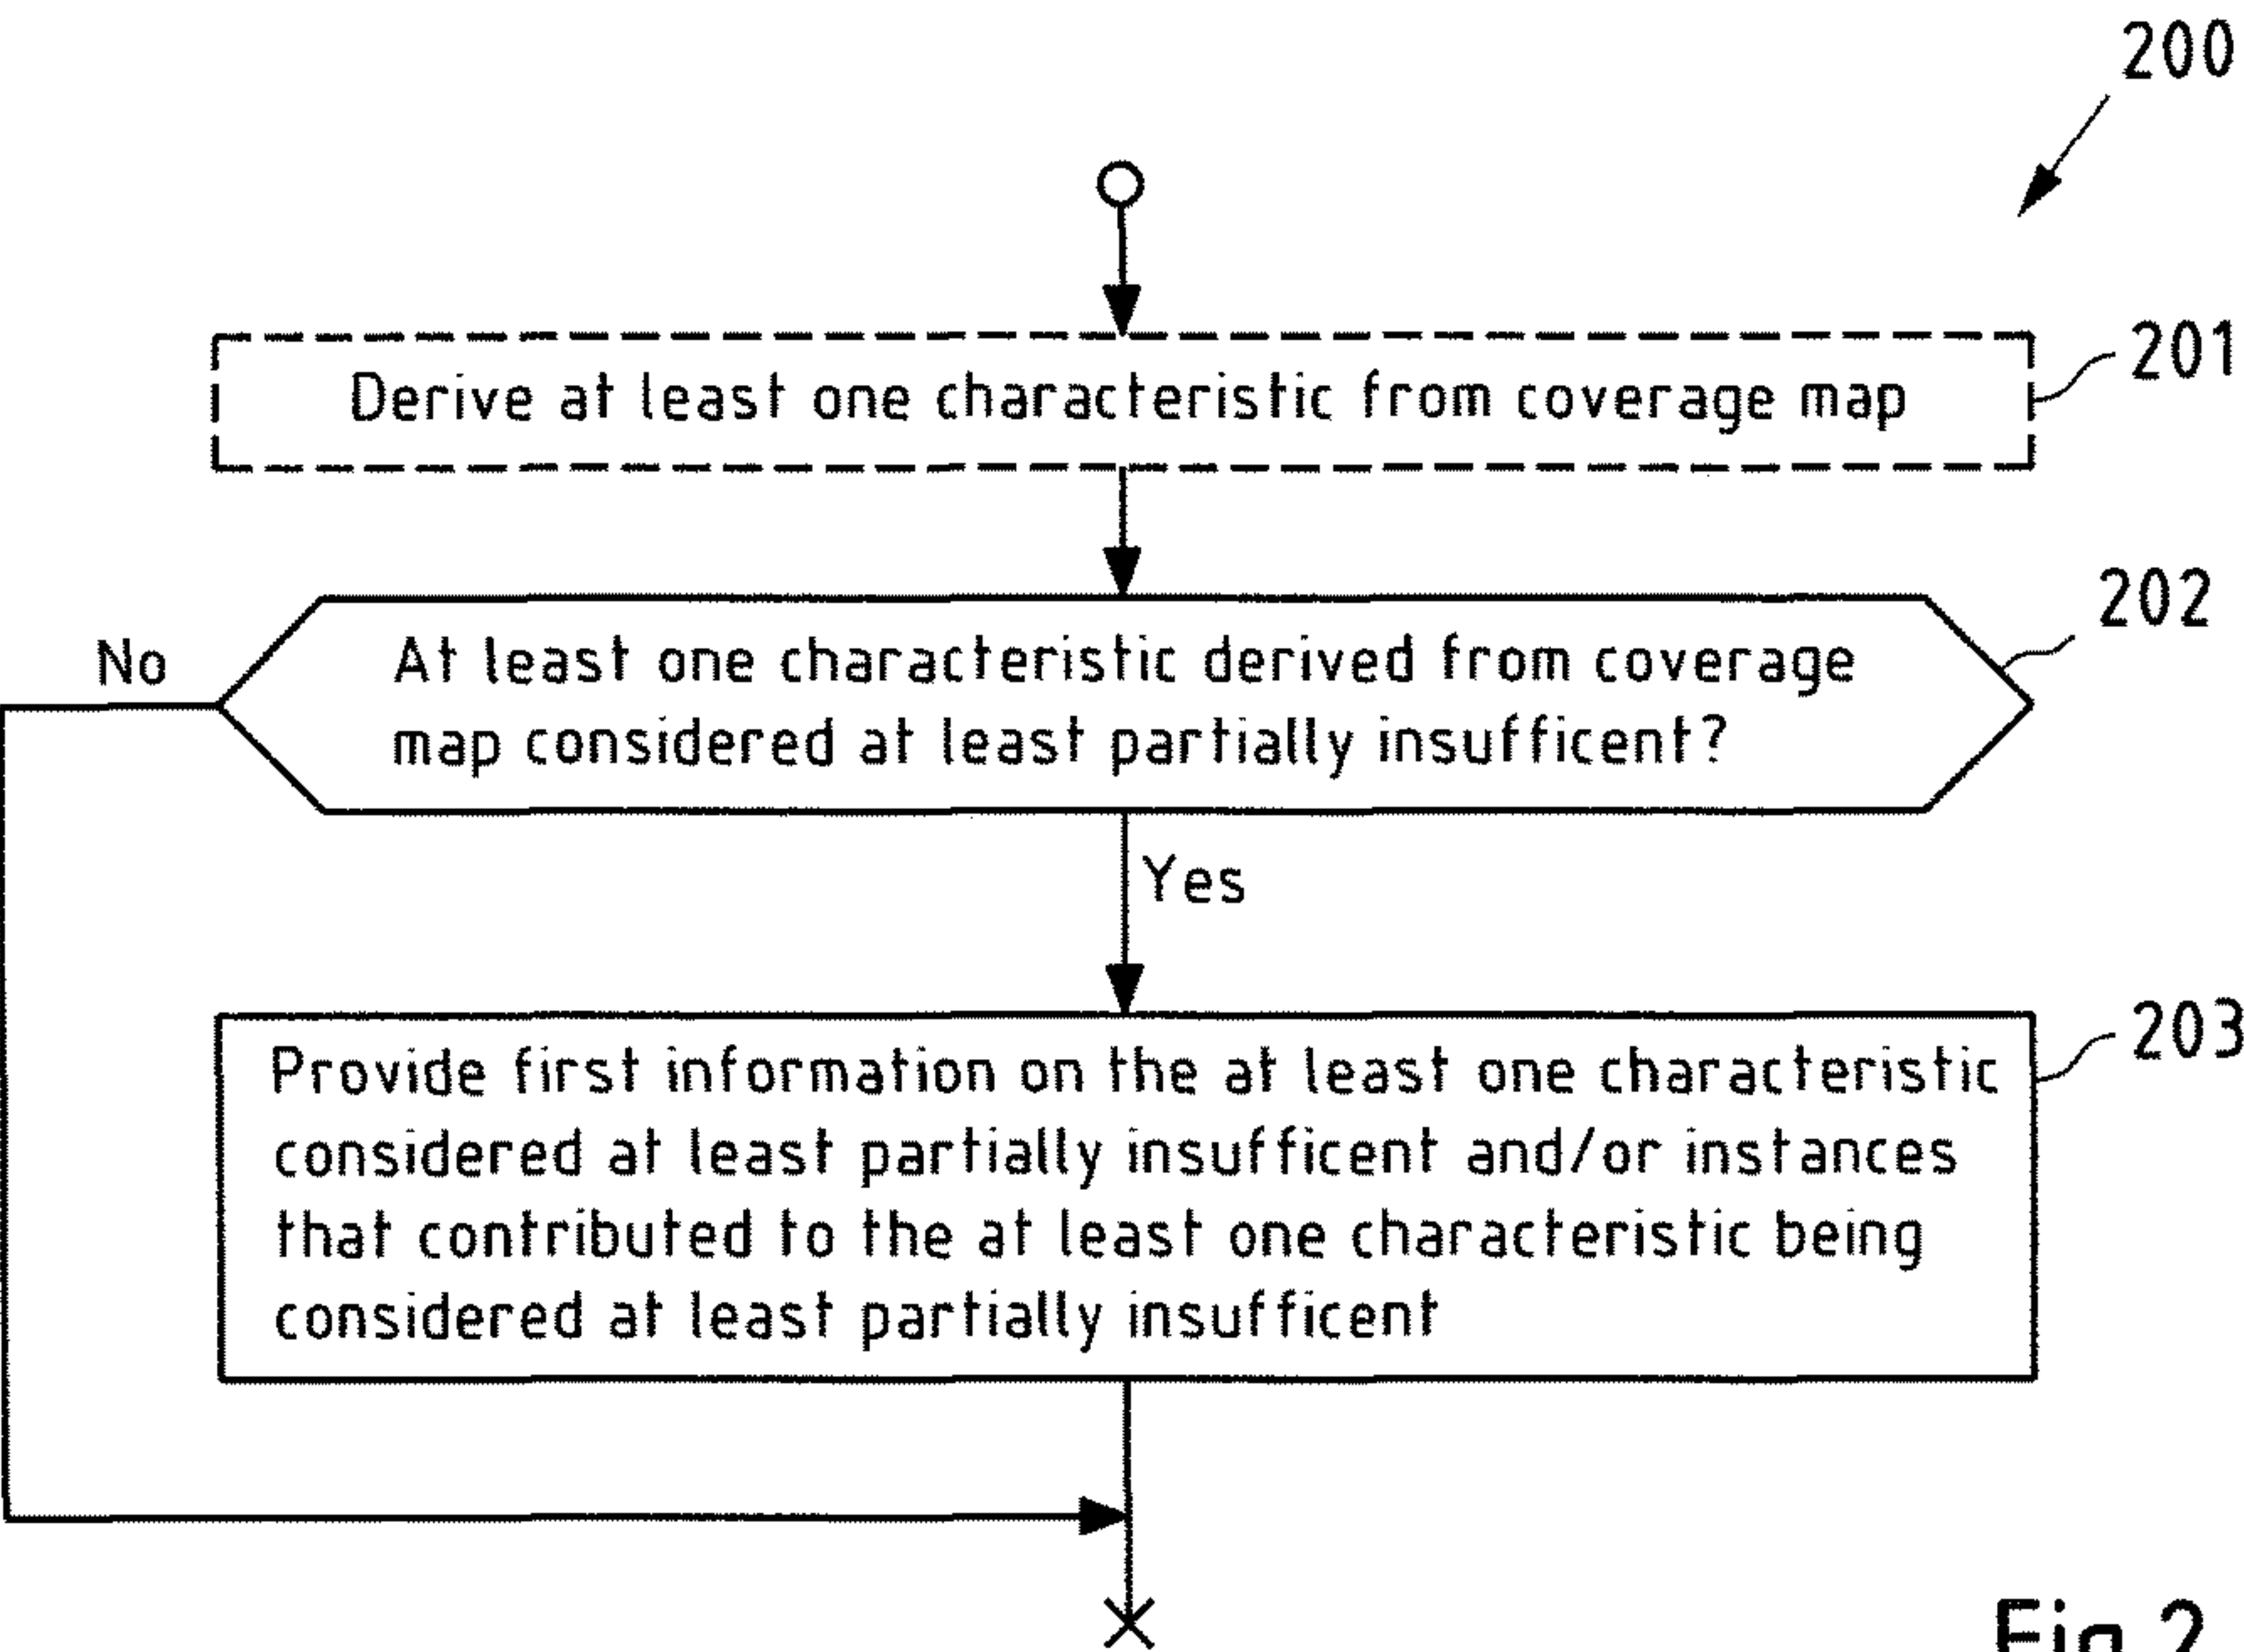 200
Derive at least one characteristic from coverage map
201
202
No
At least one characteristic derived from coverage
map considered at least partially insufficent?
Yes
203
Provide first information on the at least one characteristic
considered at least partially insufficent and/or instances
that contributed to the at least one characteristic being
considered at least partially insufficent
Fig.2